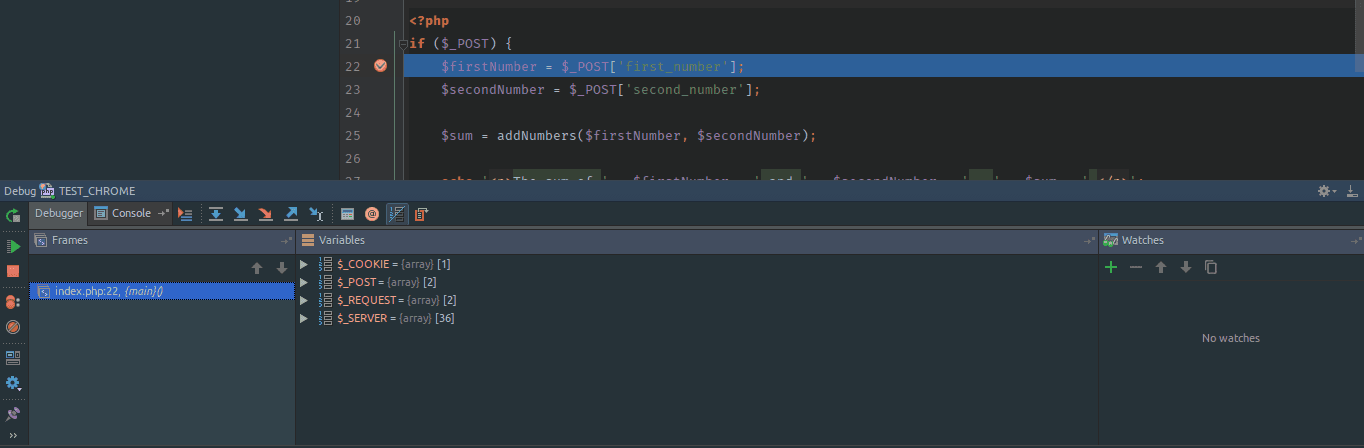 20 <?php
21 if ($_POST) {
22 $firstNumber = $_POST['first_number'];
23 $secondNumber = $_POST['second_number'];
24
25 $sum = addNumbers($firstNumber, $secondNumber);
26
Debug TEST_CHROME
Debugger Console
Frames
index.php:22, {main}()
Variables
$_COOKIE = {array} [1]
$_POST = {array} [2]
$_REQUEST = {array} [2]
$_SERVER = {array} [36]
Watches
No watches